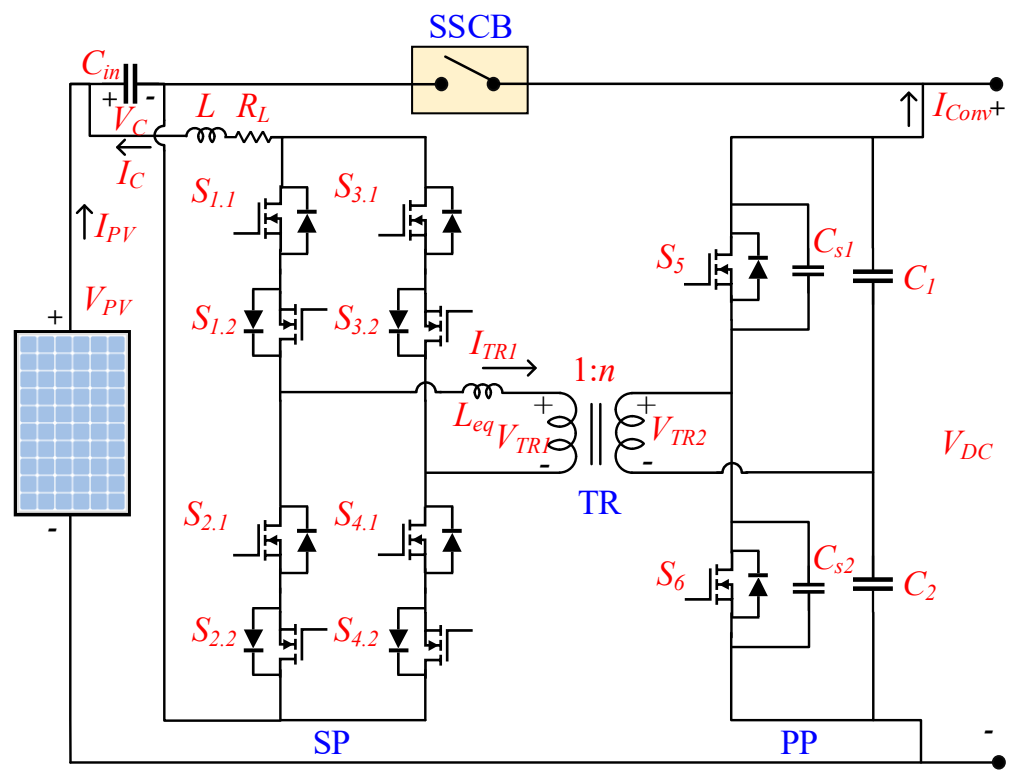 SSCB
C_in
+ -
V_C
L R_L
I_C
I_Conv
+
S_1.1 S_3.1
I_PV
V_PV
+
S_5
C_s1
C_1
S_1.2 S_3.2
I_TR1
1:n
+ +
L_eq
V_TR1
V_TR2
- -
V_DC
TR
S_2.1 S_4.1
-
S_6
C_s2
C_2
S_2.2 S_4.2
SP
PP
-